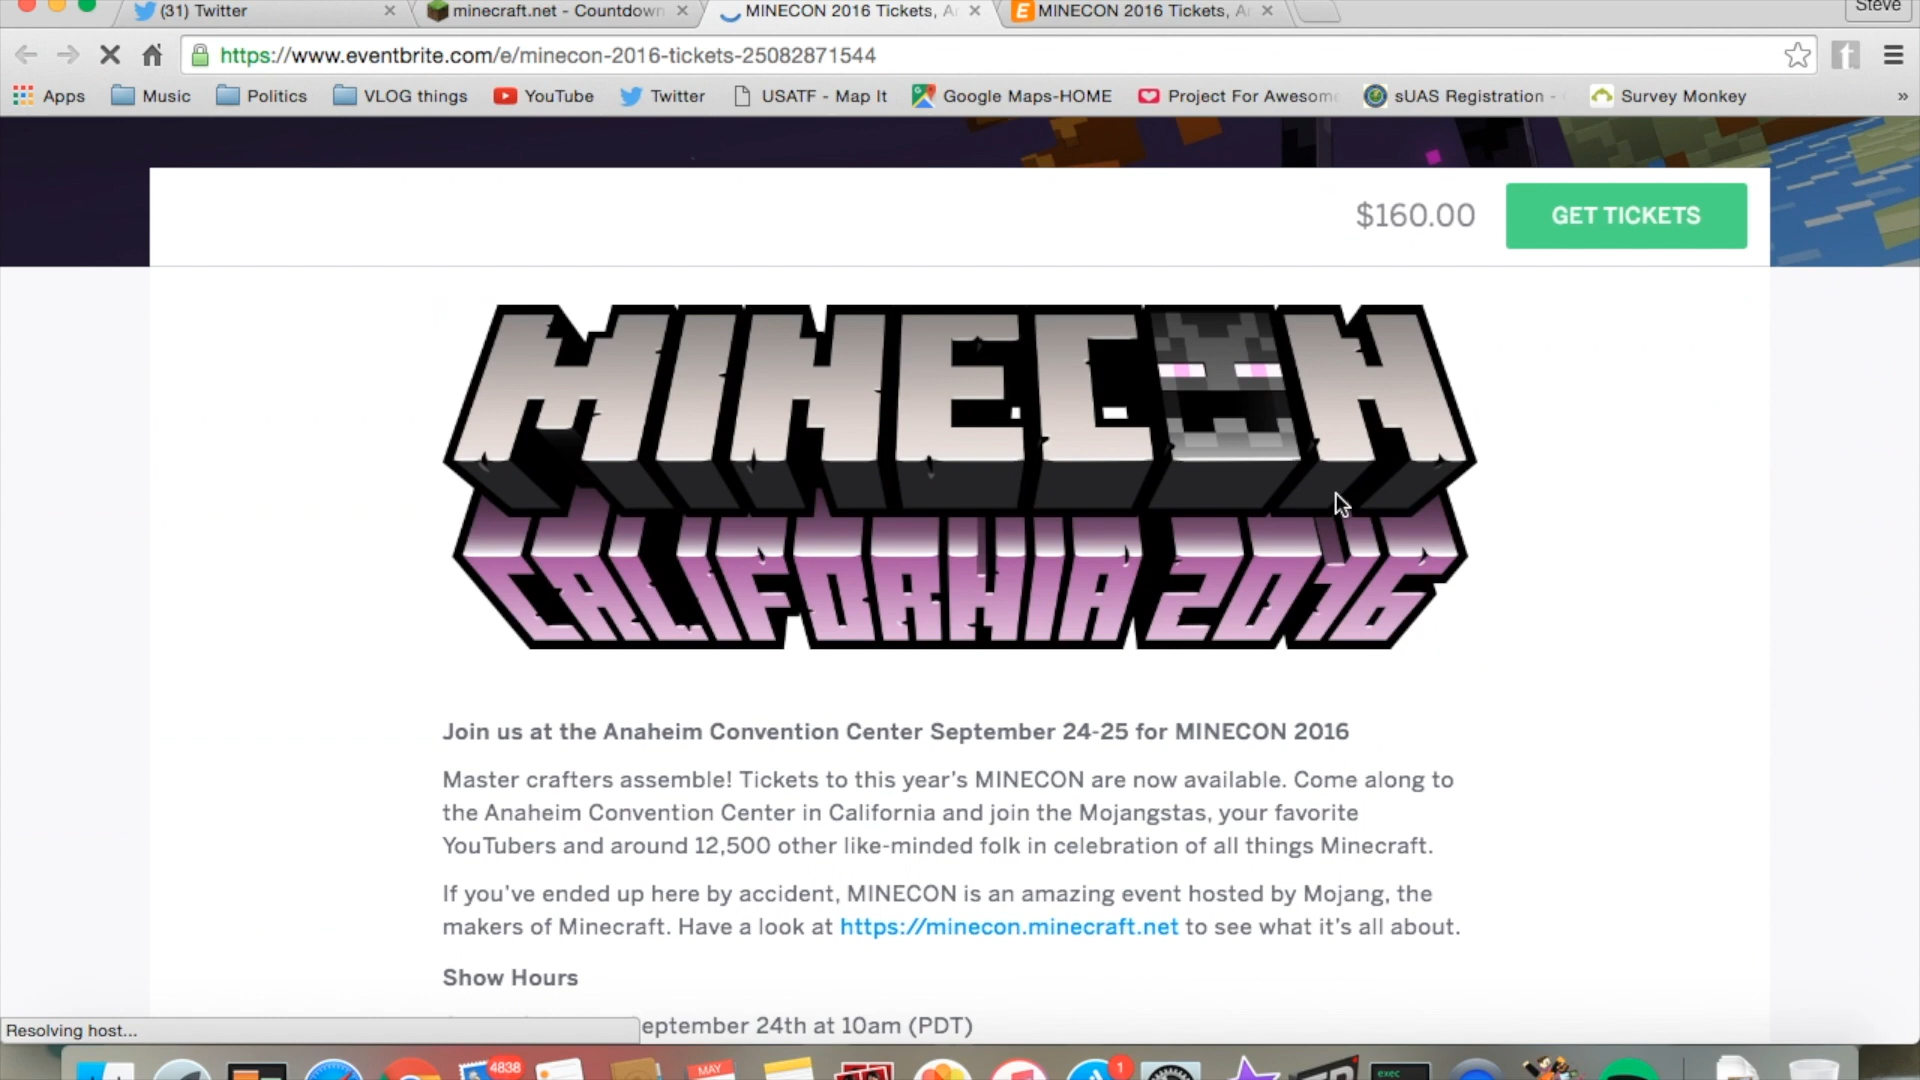 (31) Twitter
minecraft.net - Countdown
MINECON 2016 Tickets, A
MINECON 2016 Tickets, A
Steve
https://www.eventbrite.com/e/minecon-2016-tickets-25082871544
Apps
Music
Politics
VLOG things
YouTube
Twitter
USATF - Map It
Google Maps-HOME
Project For Awesome
sUAS Registration -
Survey Monkey
»
$160.00
GET TICKETS
MINECON
CALIFORNIA 2016
Join us at the Anaheim Convention Center September 24-25 for MINECON 2016
Master crafters assemble! Tickets to this year's MINECON are now available. Come along to
the Anaheim Convention Center in California and join the Mojangstas, your favorite
YouTubers and around 12,500 other like-minded folk in celebration of all things Minecraft.
If you've ended up here by accident, MINECON is an amazing event hosted by Mojang, the
makers of Minecraft. Have a look at https://minecon.minecraft.net to see what it's all about.
Show Hours
eptember 24th at 10am (PDT)
Resolving host...
4838
MAY
1
exec